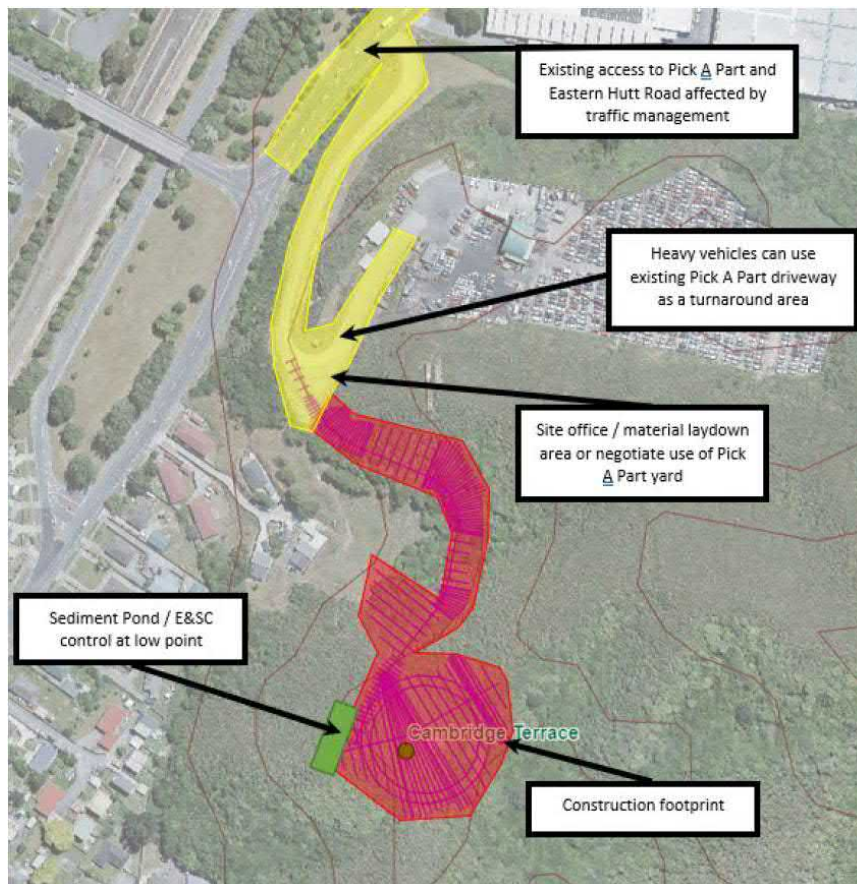 Existing access to Pick A Part and
Eastern Hutt Road affected by
traffic management
Heavy vehicles can use
existing Pick A Part driveway
as a turnaround area
Site office / material laydown
area or negotiate use of Pick
A Part yard
Sediment Pond / E&SC
control at low point
Cambridge Terrace
Construction footprint